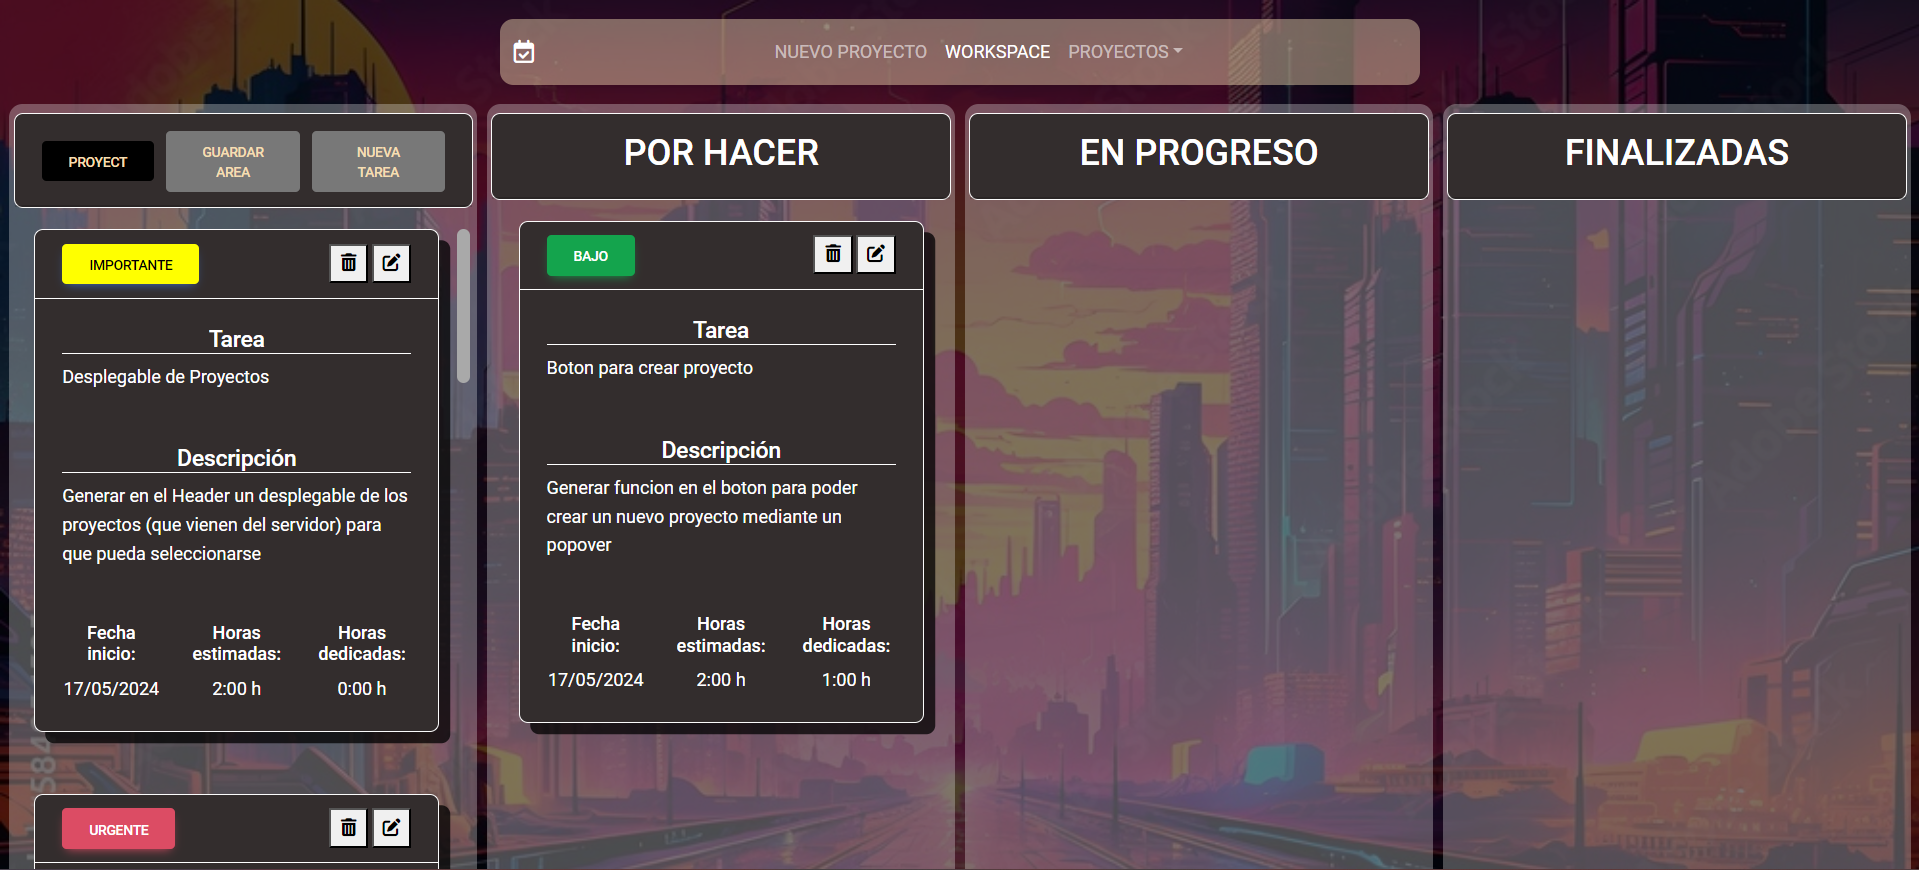 NUEVO PROYECTO WORKSPACE PROYECTOS
PROYECT
GUARDAR
AREA
NUEVA
TAREA
IMPORTANTE
Tarea
Desplegable de Proyectos
Descripción
Generar en el Header un desplegable de los
proyectos (que vienen del servidor) para
que pueda seleccionarse
Fecha
inicio:
Horas
estimadas:
Horas
dedicadas:
17/05/2024
2:00 h
0:00 h
URGENTE
POR HACER
BAJO
Tarea
Boton para crear proyecto
Descripción
Generar funcion en el boton para poder
crear un nuevo proyecto mediante un
popover
Fecha
inicio:
Horas
estimadas:
Horas
dedicadas:
17/05/2024
2:00 h
1:00 h
EN PROGRESO
FINALIZADAS